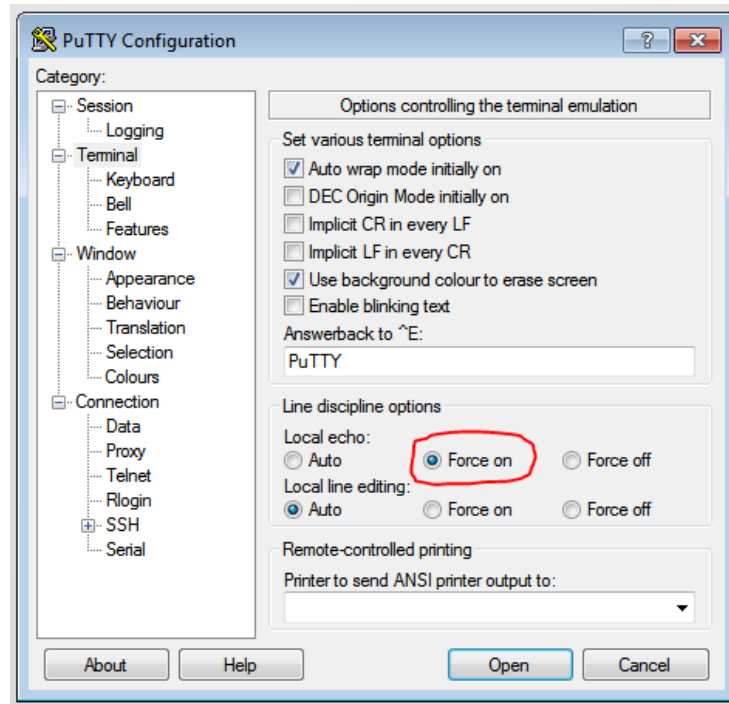 PuTTY Configuration
Category:
Session
Logging
Terminal
Keyboard
Bell
Features
Window
Appearance
Behaviour
Translation
Selection
Colours
Connection
Data
Proxy
Telnet
Rlogin
SSH
Serial
Options controlling the terminal emulation
Set various terminal options
Auto wrap mode initially on
DEC Origin Mode initially on
Implicit CR in every LF
Implicit LF in every CR
Use background colour to erase screen
Enable blinking text
Answerback to ^E:
PuTTY
Line discipline options
Local echo:
Auto Force on Force off
Local line editing:
Auto Force on Force off
Remote-controlled printing
Printer to send ANSI printer output to:
About Help Open Cancel